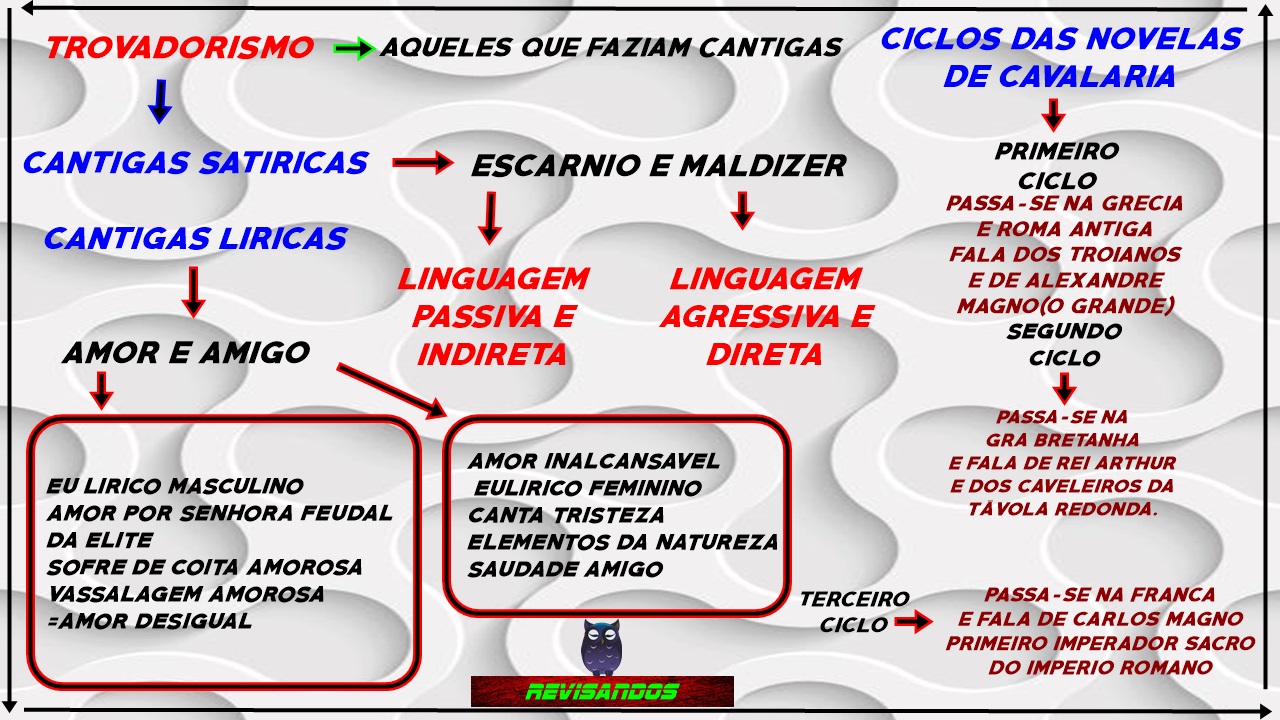 TROVADORISMO
AQUELES QUE FAZIAM CANTIGAS
CANTIGAS SATIRICAS
ESCARNIO E MALDIZER
LINGUAGEM
PASSIVA E
INDIRETA
LINGUAGEM
AGRESSIVA E
DIRETA
CANTIGAS LIRICAS
AMOR E AMIGO
EU LIRICO MASCULINO
AMOR POR SENHORA FEUDAL
DA ELITE
SOFRE DE COITA AMOROSA
VASSALAGEM AMOROSA
=AMOR DESIGUAL
AMOR INALCANSAVEL
EULIRICO FEMININO
CANTA TRISTEZA
ELEMENTOS DA NATUREZA
SAUDADE AMIGO
CICLOS DAS NOVELAS
DE CAVALARIA
PRIMEIRO
CICLO
PASSA-SE NA GRECIA
E ROMA ANTIGA
FALA DOS TROIANOS
E DE ALEXANDRE
MAGNO(O GRANDE)
SEGUNDO
CICLO
PASSA-SE NA
GRA BRETANHA
E FALA DE REI ARTHUR
E DOS CAVELEIROS DA
TÁVOLA REDONDA.
TERCEIRO
CICLO
PASSA-SE NA FRANCA
E FALA DE CARLOS MAGNO
PRIMEIRO IMPERADOR SACRO
DO IMPERIO ROMANO
REVISANDOS